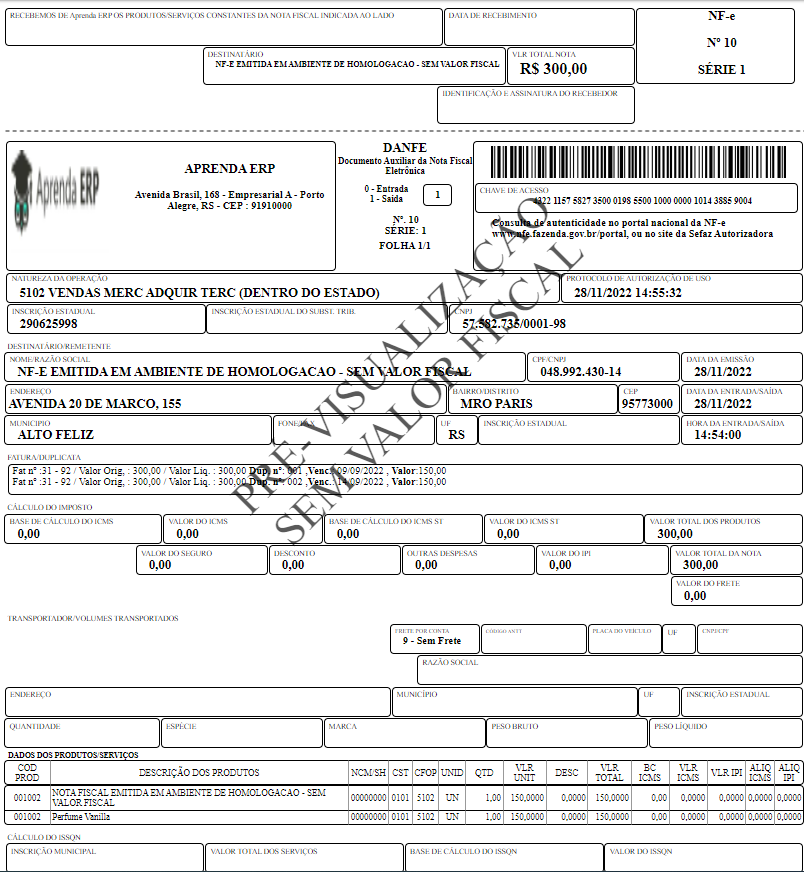 RECEBEMOS DE Aprenda ERP OS PRODUTOS/SERVIÇOS CONSTANTES DA NOTA FISCAL INDICADA AO LADO
DATA DE RECEBIMENTO
NF-e
Nº 10
SÉRIE 1
DESTINATÁRIO
NF-E EMITIDA EM AMBIENTE DE HOMOLOGACAO - SEM VALOR FISCAL
VLR TOTAL NOTA
R$ 300,00
IDENTIFICAÇÃO E ASSINATURA DO RECEBEDOR
Aprenda ERP
APRENDA ERP
Avenida Brasil, 168 - Empresarial A - Porto
Alegre, RS - CEP : 91910000
DANFE
Documento Auxiliar da Nota Fiscal
Eletrônica
0 - Entrada
1 - Saída
1
Nº. 10
SÉRIE: 1
FOLHA 1/1
CHAVE DE ACESSO
4322 1157 5827 3500 0198 5500 1000 0000 1014 3885 9004
Consulta de autenticidade no portal nacional da NF-e
www.nfe.fazenda.gov.br/portal, ou no site da Sefaz Autorizadora
PRÉ-VISUALIZAÇÃO
SEM VALOR FISCAL
NATUREZA DA OPERAÇÃO
5102 VENDAS MERC ADQUIR TERC (DENTRO DO ESTADO)
PROTOCOLO DE AUTORIZAÇÃO DE USO
28/11/2022 14:55:32
INSCRIÇÃO ESTADUAL
290625998
INSCRIÇÃO ESTADUAL DO SUBST. TRIB.
CNPJ
57.582.735/0001-98
DESTINATÁRIO/REMETENTE
NOME/RAZÃO SOCIAL
NF-E EMITIDA EM AMBIENTE DE HOMOLOGACAO - SEM VALOR FISCAL
CPF/CNPJ
048.992.430-14
DATA DA EMISSÃO
28/11/2022
ENDEREÇO
AVENIDA 20 DE MARCO, 155
BAIRRO/DISTRITO
MRO PARIS
CEP
95773000
DATA DA ENTRADA/SAÍDA
28/11/2022
MUNICIPIO
ALTO FELIZ
FONE/FAX
UF
RS
INSCRIÇÃO ESTADUAL
HORA DA ENTRADA/SAÍDA
14:54:00
FATURA/DUPLICATA
Fat nº :31 - 92 / Valor Orig, : 300,00 / Valor Liq. : 300,00 Dup. nº: 001 ,Venc.: 09/09/2022 , Valor:150,00
Fat nº :31 - 92 / Valor Orig, : 300,00 / Valor Liq. : 300,00 Dup. nº: 002 ,Venc.: 14/09/2022 , Valor:150,00
CÁLCULO DO IMPOSTO
BASE DE CÁLCULO DO ICMS
0,00
VALOR DO ICMS
0,00
BASE DE CÁLCULO DO ICMS ST
0,00
VALOR DO ICMS ST
0,00
VALOR TOTAL DOS PRODUTOS
300,00
VALOR DO SEGURO
0,00
DESCONTO
0,00
OUTRAS DESPESAS
0,00
VALOR DO IPI
0,00
VALOR TOTAL DA NOTA
300,00
VALOR DO FRETE
0,00
TRANSPORTADOR/VOLUMES TRANSPORTADOS
FRETE POR CONTA
9 - Sem Frete
CÓDIGO ANTT
PLACA DO VEÍCULO
UF
CNPJ/CPF
RAZÃO SOCIAL
ENDEREÇO
MUNICÍPIO
UF
INSCRIÇÃO ESTADUAL
QUANTIDADE
ESPÉCIE
MARCA
PESO BRUTO
PESO LÍQUIDO
DADOS DOS PRODUTOS/SERVIÇOS
COD PROD DESCRIÇÃO DOS PRODUTOS NCM/SH CST CFOP UNID QTD VLR UNIT DESC VLR TOTAL BC ICMS VLR ICMS VLR IPI ALIQ ICMS ALIQ IPI
001002 NOTA FISCAL EMITIDA EM AMBIENTE DE HOMOLOGACAO - SEM VALOR FISCAL 00000000 0101 5102 UN 1,00 150,0000 0,0000 150,0000 0,00 0,0000 0,0000 0,0000 0,0000
001002 Perfume Vanilla 00000000 0101 5102 UN 1,00 150,0000 0,0000 150,0000 0,00 0,0000 0,0000 0,0000 0,0000
CÁLCULO DO ISSQN
INSCRIÇÃO MUNICIPAL
VALOR TOTAL DOS SERVIÇOS
BASE DE CÁLCULO DO ISSQN
VALOR DO ISSQN